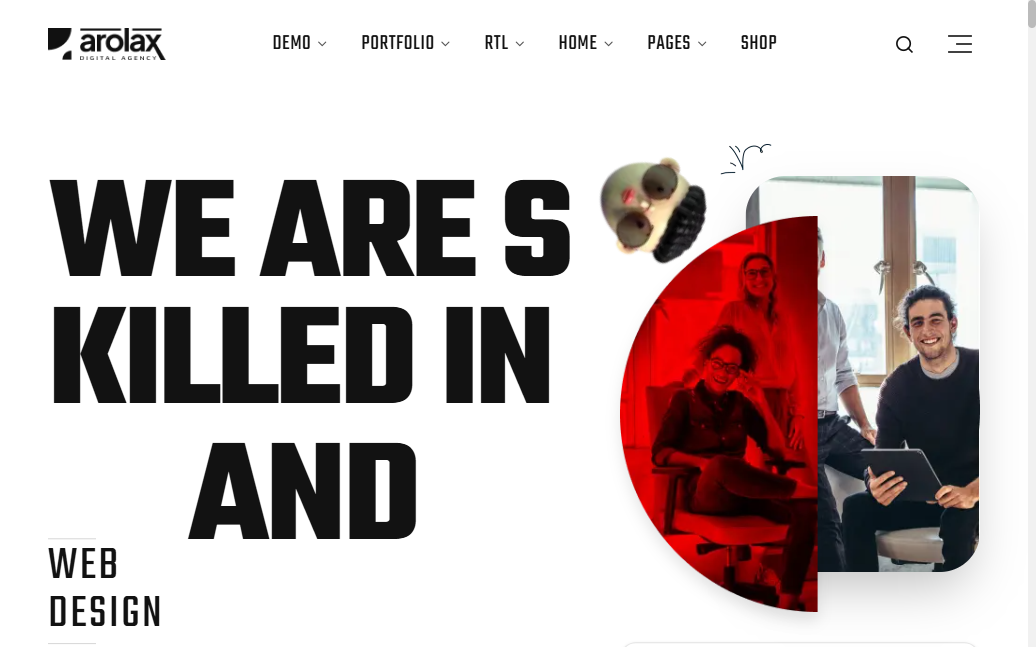 arolax
DIGITAL AGENCY
DEMO
PORTFOLIO
RTL
HOME
PAGES
SHOP
WE ARE S
KILLED IN
AND
WEB
DESIGN